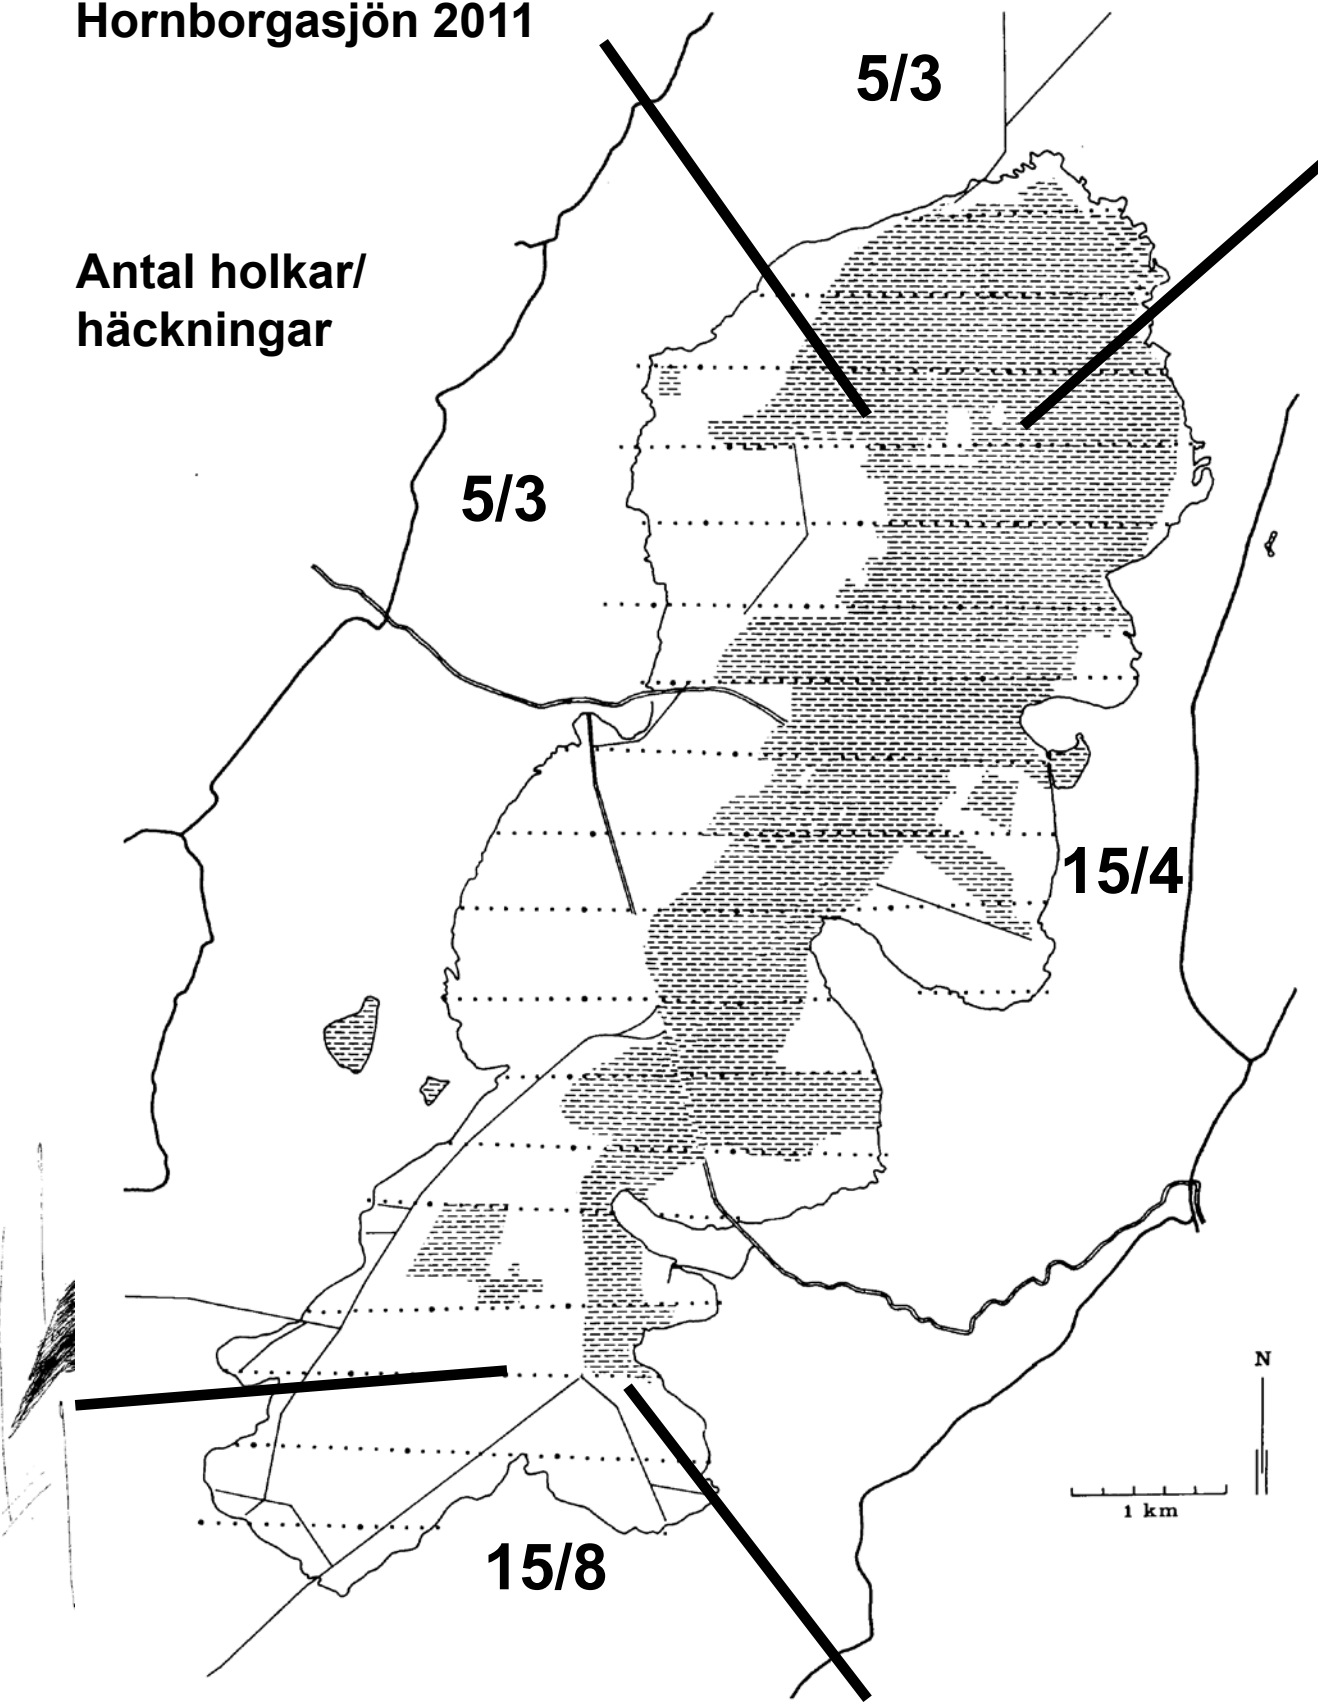 Hornborgasjön 2011
5/3
Antal holkar/
häckningar
5/3
15/4
N
1 km
15/8